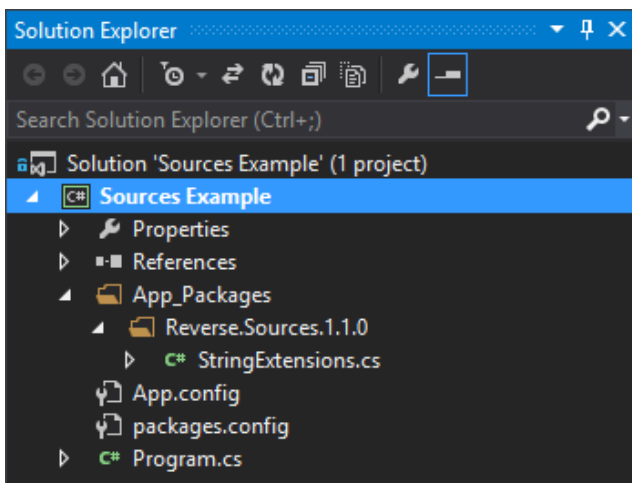 Solution Explorer
Search Solution Explorer (Ctrl+;)
Solution 'Sources Example' (1 project)
C# Sources Example
Properties
References
App_Packages
Reverse.Sources.1.1.0
C# StringExtensions.cs
App.config
packages.config
C# Program.cs